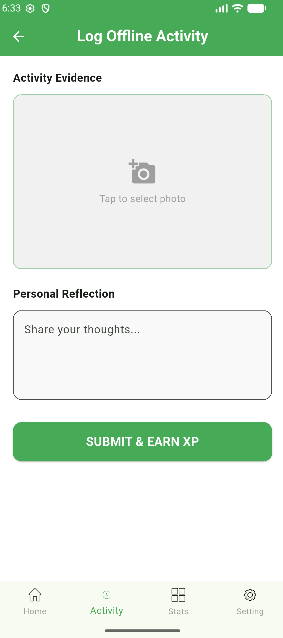 6:33
Log Offline Activity
Activity Evidence
Tap to select photo
Personal Reflection
Share your thoughts...
SUBMIT & EARN XP
Home
Activity
Stats
Setting